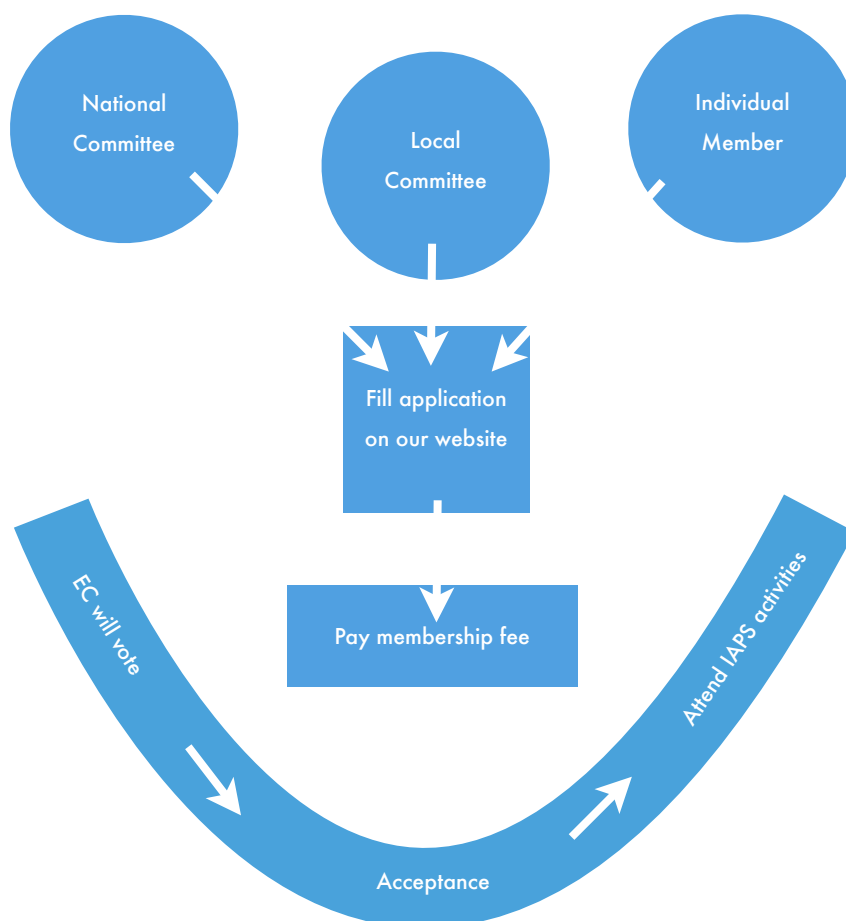 National
Committee
Local
Committee
Individual
Member
Fill application
on our website
Pay membership fee
EC will vote
Acceptance
Attend IAPS activities